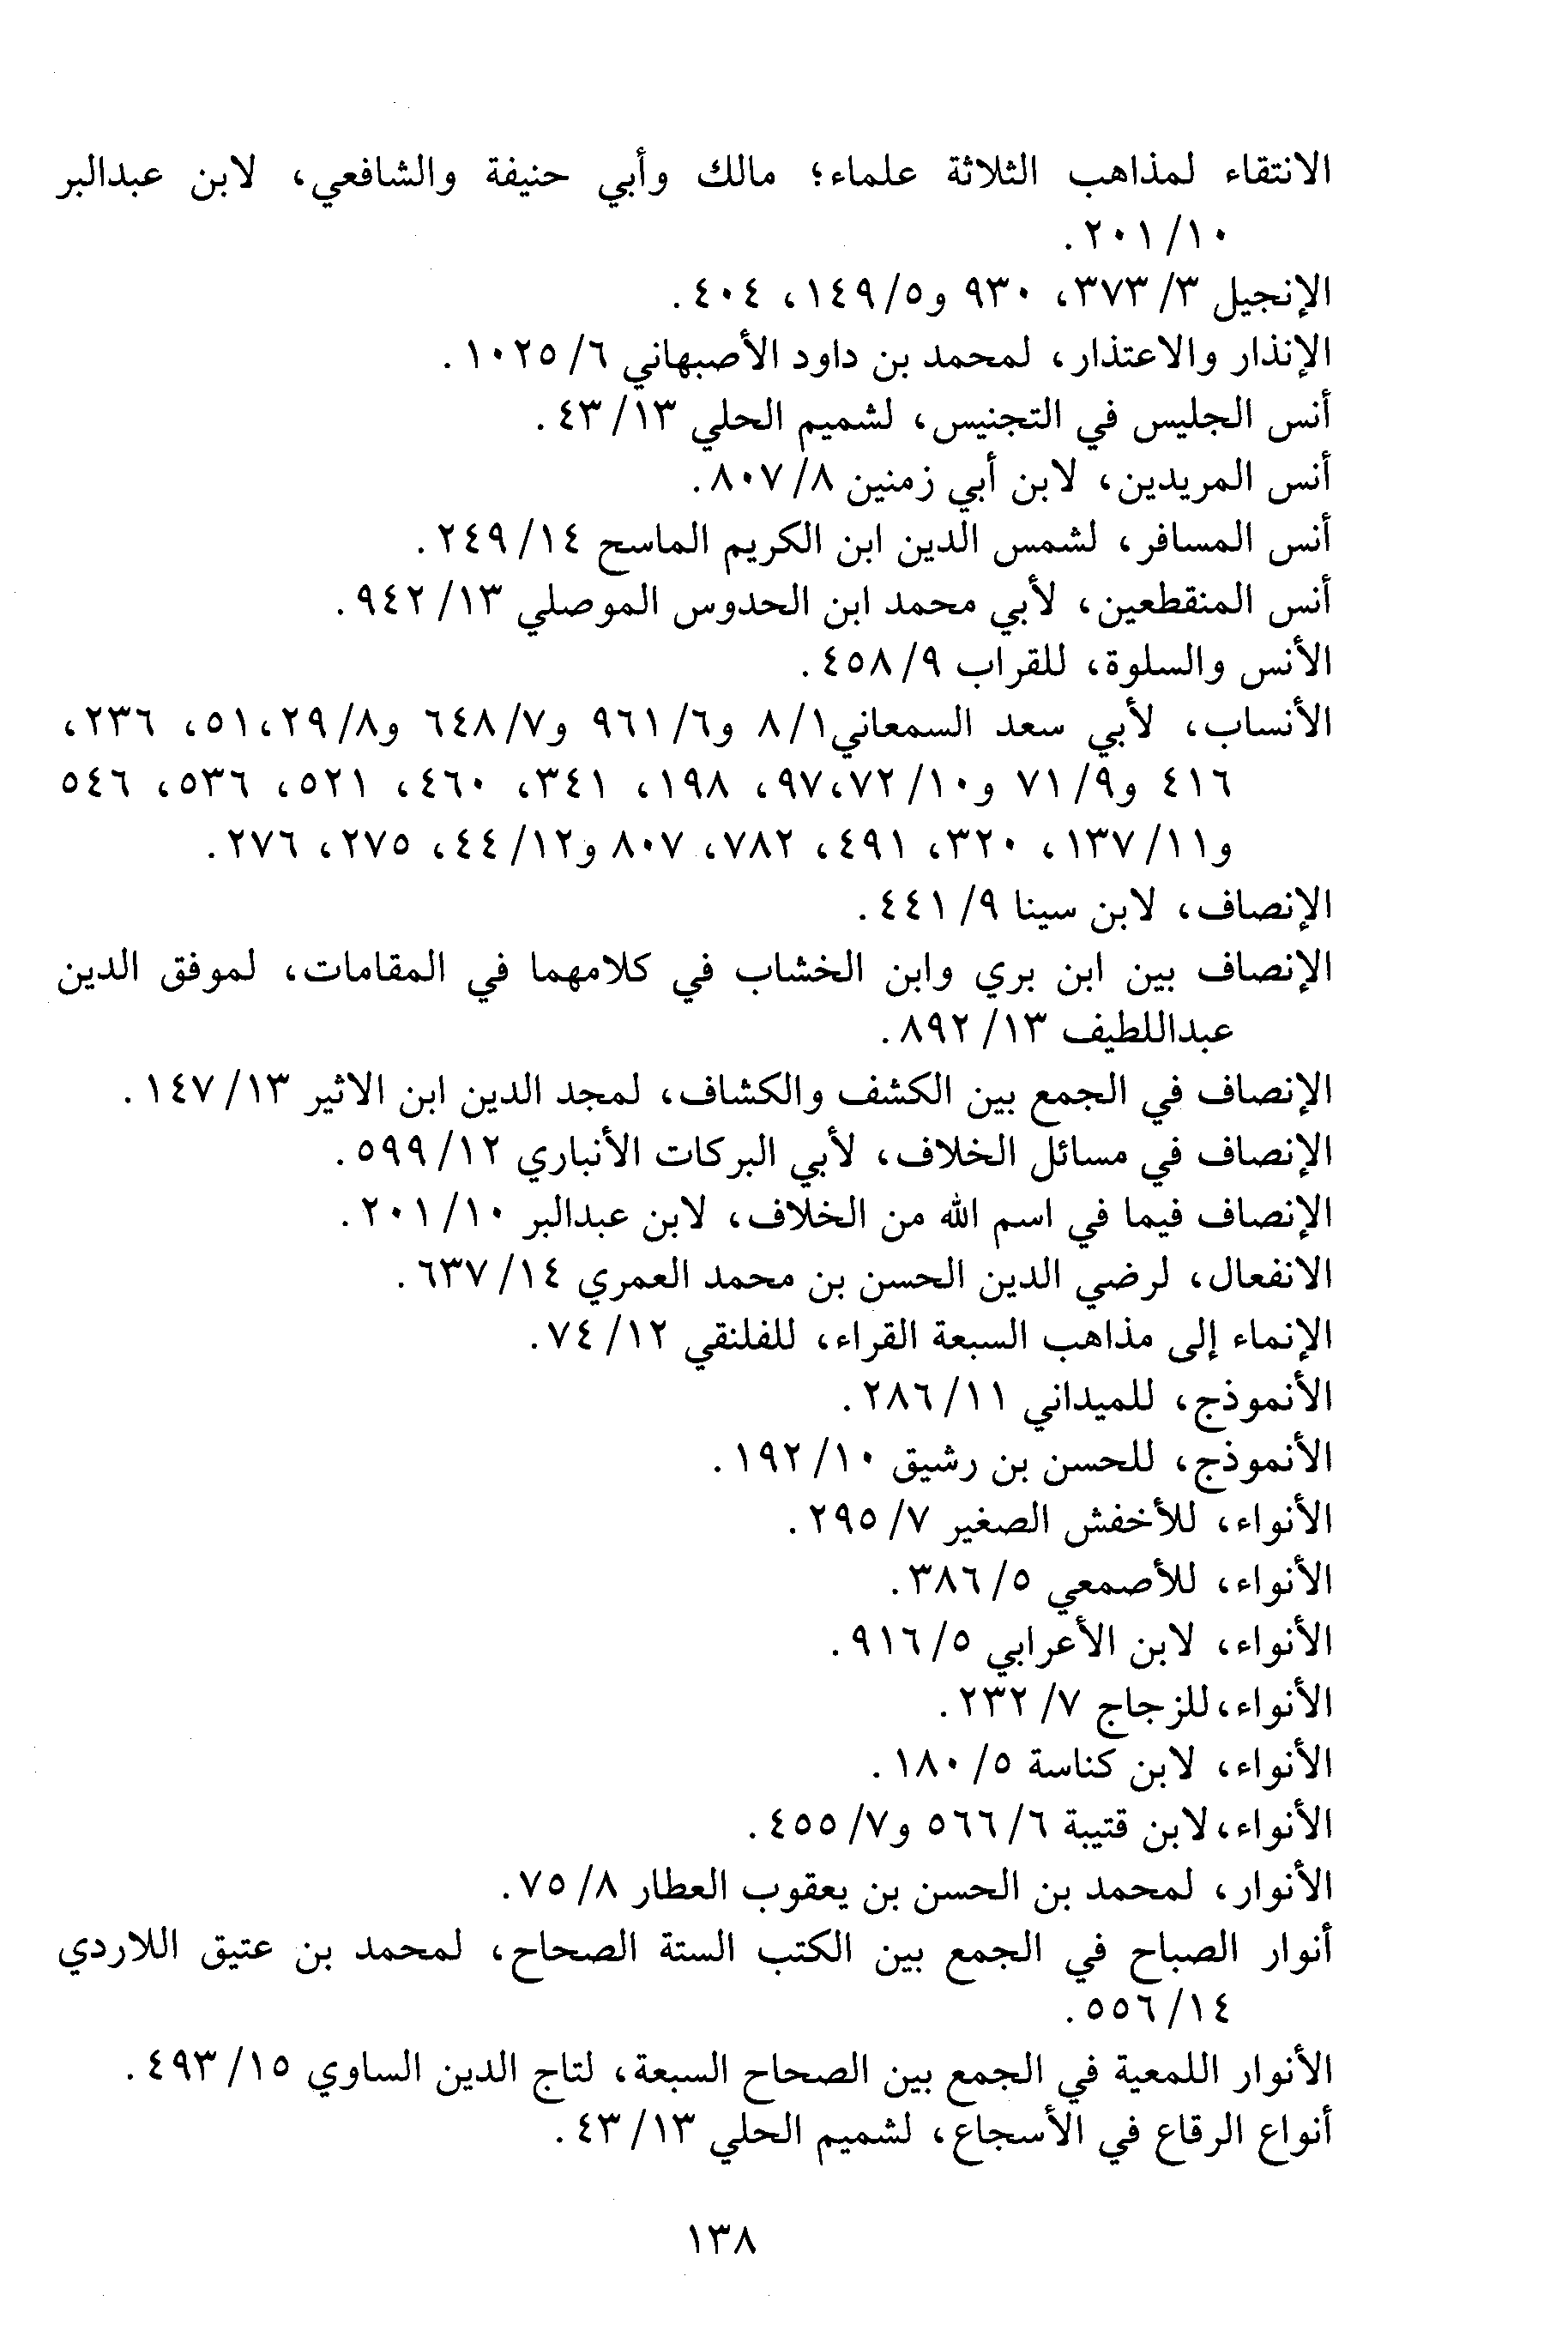 الانتقاء لمذاهب الثلاثة علماء؛ مالك وأبي حنيفة والشافعي، لابن عبدالبر
١٠/ ٢٠١.
الإنجيل ٣/ ٣٧٣، ٩٣٠ و٥/ ١٤٩، ٤٠٤.
الإنذار والاعتذار، لمحمد بن داود الأصبهاني ٦/ ١٠٢٥.
أنس الجليس في التجنيس، لشميم الحلي ١٣/ ٤٣.
أنس المريدين، لابن أبي زمنين ٨/ ٨٠٧.
أنس المسافر، لشمس الدين ابن الكريم الماسح ١٤/ ٢٤٩.
أنس المنقطعين، لأبي محمد ابن الحدوس الموصلي ١٣/ ٩٤٢.
الأنس والسلوة، للقراب ٩/ ٤٥٨.
الأنساب، لأبي سعد السمعاني١/ ٨ و٦/ ٩٦١ و٧/ ٦٤٨ و٨/ ٢٩،٥١، ٢٣٦،
٤١٦ و٩/ ٧١ و١٠/ ٩٧،٧٢، ١٩٨، ٣٤١، ٤٦٠، ٥٢١، ٥٣٦، ٥٤٦
و١١/ ١٣٧، ٣٢٠، ٤٩١، ٧٨٢، ٨٠٧ و١٢/ ٤٤، ٢٧٥، ٢٧٦.
الإنصاف، لابن سينا ٩/ ٤٤١.
الإنصاف بين ابن بري وابن الخشاب في كلامهما في المقامات، لموفق الدين
عبداللطيف ١٣/ ٨٩٢.
الإنصاف في الجمع بين الكشف والكشاف، لمجد الدين ابن الاثير ١٣/ ١٤٧.
الإنصاف في مسائل الخلاف، لأبي البركات الأنباري ١٢/ ٥٩٩.
الإنصاف فيما في اسم الله من الخلاف، لابن عبدالبر ١٠/ ٢٠١.
الانفعال، لرضي الدين الحسن بن محمد العمري ١٤/ ٦٣٧.
الإنماء إلى مذاهب السبعة القراء، للفلنقي ١٢/ ٧٤.
الأنموذج، للميداني ١١/ ٢٨٦.
الأنموذج، للحسن بن رشيق ١٠/ ١٩٢.
الأنواء، للأخفش الصغير ٧/ ٢٩٥.
الأنواء، للأصمعي ٥/ ٣٨٦.
الأنواء، لابن الأعرابي ٥/ ٩١٦.
الأنواء،للزجاج ٧/ ٢٣٢.
الأنواء، لابن كناسة ٥/ ١٨٠.
الأنواء،لابن قتيبة ٦/ ٥٦٦ و٧/ ٤٥٥.
الأنوار، لمحمد بن الحسن بن يعقوب العطار ٨/ ٧٥.
أنوار الصباح في الجمع بين الكتب الستة الصحاح، لمحمد بن عتيق اللاردي
١٤/ ٥٥٦.
الأنوار اللمعية في الجمع بين الصحاح السبعة، لتاج الدين الساوي ١٥/ ٤٩٣.
أنواع الرقاع في الأسجاع، لشميم الحلي ١٣/ ٤٣.
١٣٨